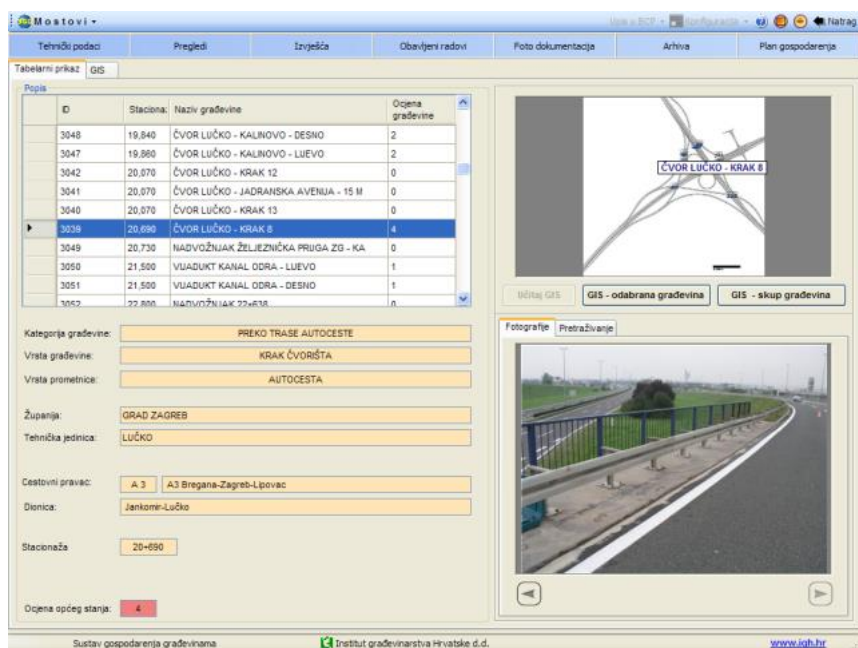 Mostovi
Natrag
Tehnički podaci Pregledi Izvješća Obavljeni radovi Foto dokumentacija Arhiva Plan gospodarenja
Tabelarni prikaz GIS
Popis
ID Staciona: Naziv građevine Ocjena građevine
3048 19,840 ČVOR LUČKO - KALINOVO - DESNO 2
3047 19,860 ČVOR LUČKO - KALINOVO - LIJEVO 2
3042 20,070 ČVOR LUČKO - KRAK 12 0
3041 20,070 ČVOR LUČKO - JADRANSKA AVENIJA - 15 M 0
3040 20,070 ČVOR LUČKO - KRAK 13 0
3039 20,690 ČVOR LUČKO - KRAK 8 4
3049 20,730 NADVOŽNJAK ŽELJEZNIČKA PRUGA ZG - KA 0
3050 21,500 VIJADUKT KANAL ODRA - LIJEVO 1
3051 21,500 VIJADUKT KANAL ODRA - DESNO 1
3052 22,800 NADVOŽNJAK 22+638 0
ČVOR LUČKO - KRAK 8
Učitaj GIS GIS - odabrana građevina GIS - skup građevina
Fotografije Pretraživanje
Kategorija građevine: PREKO TRASE AUTOCESTE
Vrsta građevine: KRAK ČVORIŠTA
Vrsta prometnice: AUTOCESTA
Županija: GRAD ZAGREB
Tehnička jedinica: LUČKO
Cestovni pravac: A 3 A3 Bregana-Zagreb-Lipovac
Dionica: Jankomir-Lučko
Stacionaža 20+690
Ocjena općeg stanja: 4
Sustav gospodarenja građevinama Institut građevinarstva Hrvatske d.d. www.igh.hr